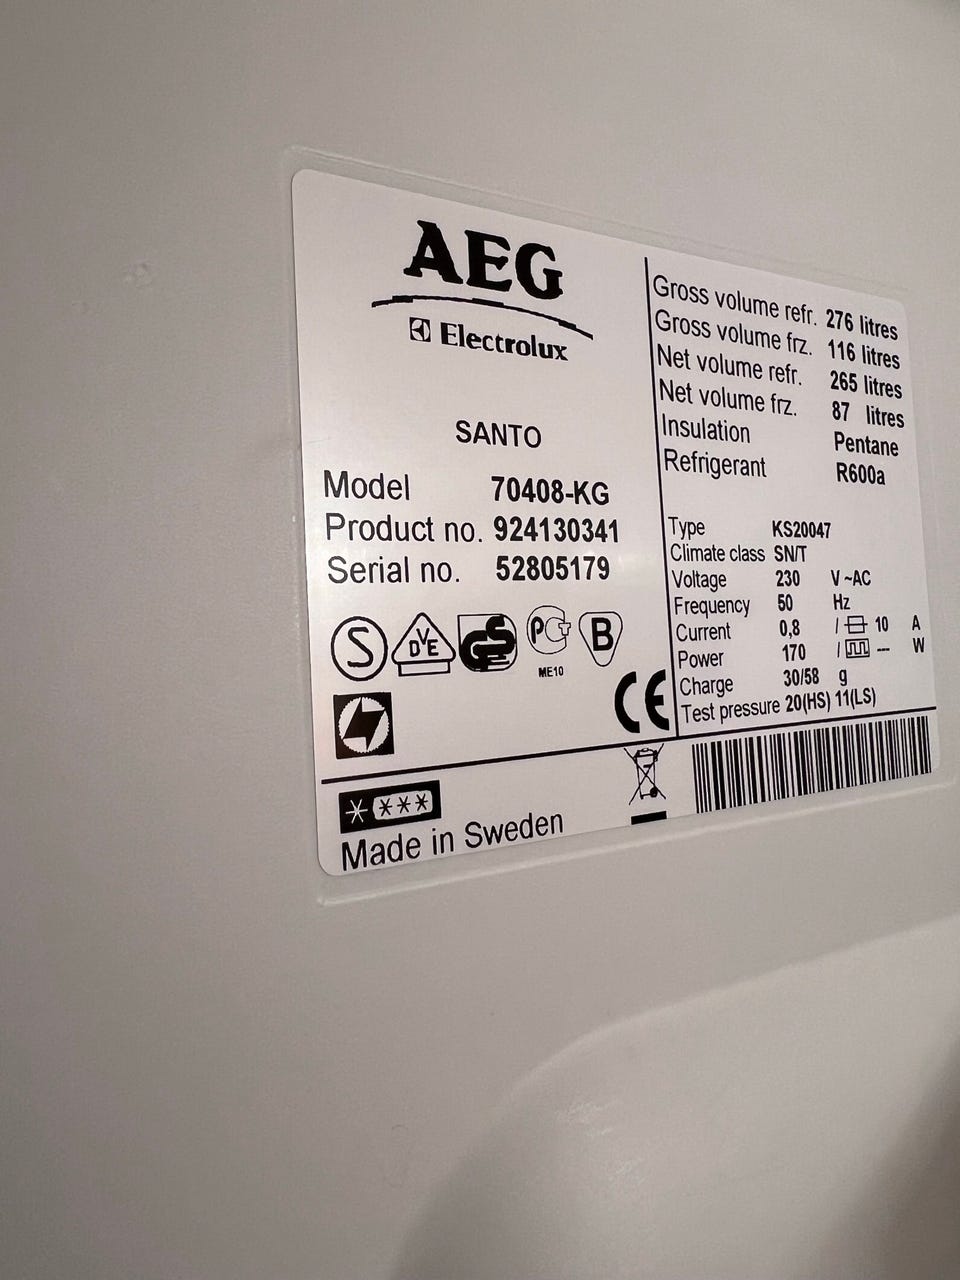 AEG
Electrolux
SANTO
Model 70408-KG
Product no. 924130341
Serial no. 52805179
S
DVE
GS
PCT
ME10
B
CE
Made in Sweden
Gross volume refr. 276 litres
Gross volume frz. 116 litres
Net volume refr. 265 litres
Net volume frz. 87 litres
Insulation Pentane
Refrigerant R600a
Type KS20047
Climate class SN/T
Voltage 230 V ~AC
Frequency 50 Hz
Current 0,8 / 10 A
Power 170 / --- W
Charge 30/58 g
Test pressure 20(HS) 11(LS)